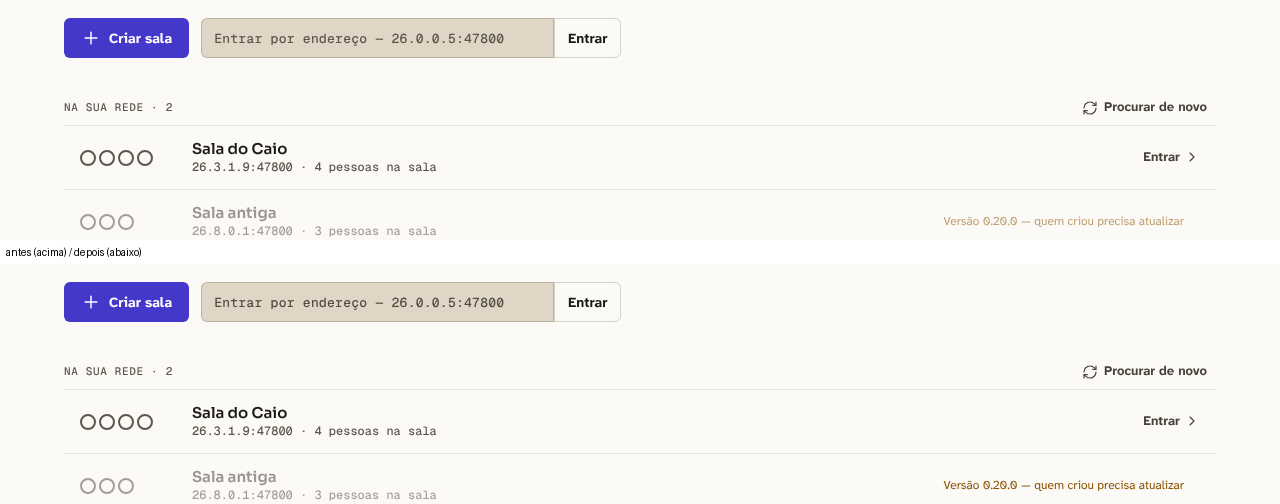 Criar sala
Entrar por endereço — 26.0.0.5:47800
Entrar
NA SUA REDE · 2
Procurar de novo
Sala do Caio
26.3.1.9:47800 · 4 pessoas na sala
Entrar
Sala antiga
26.8.0.1:47800 · 3 pessoas na sala
Versão 0.20.0 — quem criou precisa atualizar
antes (acima) / depois (abaixo)
Criar sala
Entrar por endereço — 26.0.0.5:47800
Entrar
NA SUA REDE · 2
Procurar de novo
Sala do Caio
26.3.1.9:47800 · 4 pessoas na sala
Entrar
Sala antiga
26.8.0.1:47800 · 3 pessoas na sala
Versão 0.20.0 — quem criou precisa atualizar